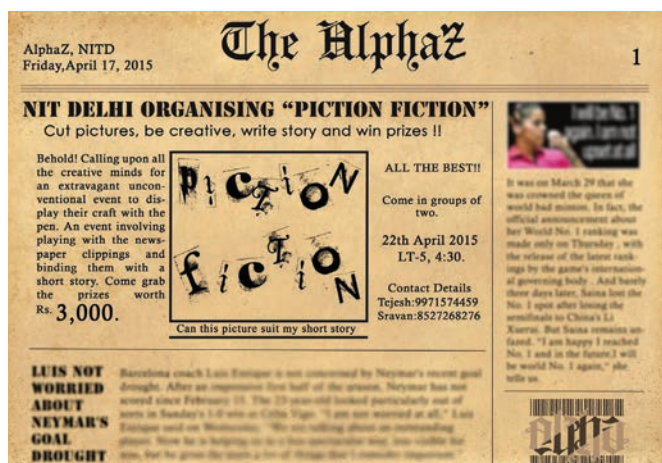 AlphaZ, NITD
Friday,April 17, 2015
The AlphaZ
1
NIT DELHI ORGANISING “PICTION FICTION”
Cut pictures, be creative, write story and win prizes !!
Behold! Calling upon all
the creative minds for
an extravagant uncon-
ventional event to dis-
play their craft with the
pen. An event involving
playing with the news-
paper clippings and
binding them with a
short story. Come grab
the prizes worth
Rs. 3,000.
PiCTiON
fiCTiON
Can this picture suit my short story
ALL THE BEST!!
Come in groups of
two.
22th April 2015
LT-5, 4:30.
Contact Details
Tejesh:9971574459
Sravan:8527268276
I will be No. 1
again. I am not
upset at all
It was on March 29 that she
was crowned the queen of
world bad minton. In fact, the
official announcement about
her World No. 1 ranking was
made only on Thursday , with
the release of the latest rank-
ings by the game's internation-
al governing body . And barely
three days later, Saina lost the
No. 1 spot after losing the
semifinals to China's Li
Xuerui. But Saina remains un-
fazed. "I am happy I reached
No. 1 and in the future,I will
be world No. 1 again," she
tells us.
LUIS NOT
WORRIED
ABOUT
NEYMAR'S
GOAL
DROUGHT
Barcelona coach Luis Enrique is not concerned by Neymar's recent goal
drought. After an impressive first half of the season, Neymar has not